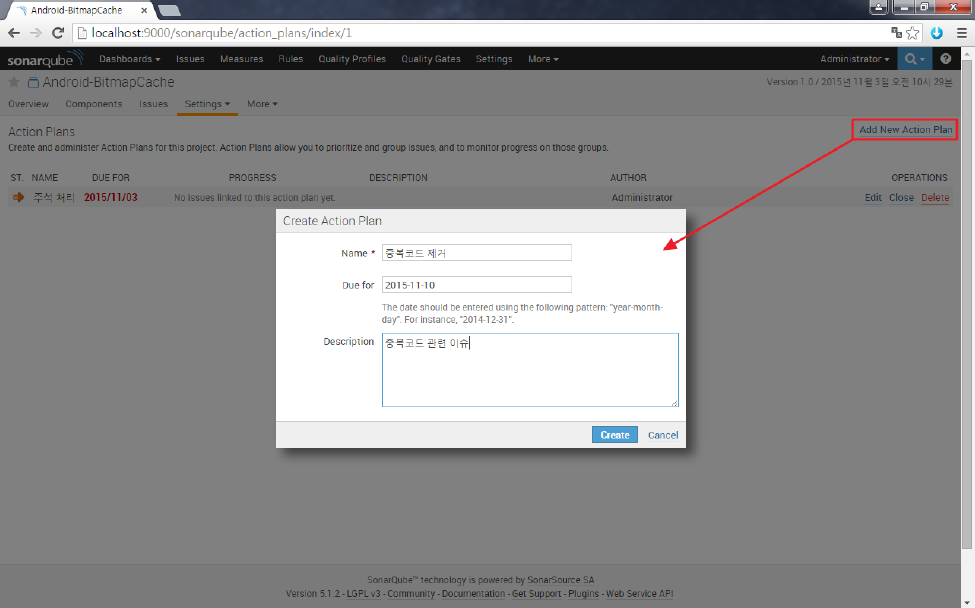 Android-BitmapCache
localhost:9000/sonarqube/action_plans/index/1
sonarqube Dashboards Issues Measures Rules Quality Profiles Quality Gates Settings More Administrator
Android-BitmapCache Version 1.0 / 2015년 11월 3일 오전 10시 29분
Overview Components Issues Settings More
Action Plans Add New Action Plan
Create and administer Action Plans for this project. Action Plans allow you to prioritize and group issues, and to monitor progress on those groups.
ST. NAME DUE FOR PROGRESS DESCRIPTION AUTHOR OPERATIONS
주석 처리 2015/11/03 No issues linked to this action plan yet. Administrator Edit Close Delete
Create Action Plan
Name * 중복코드 제거
Due for 2015-11-10
The date should be entered using the following pattern: "year-month-
day". For instance, "2014-12-31".
Description 중복코드 관련 이슈
Create Cancel
SonarQube™ technology is powered by SonarSource SA
Version 5.1.2 - LGPL v3 - Community - Documentation - Get Support - Plugins - Web Service API